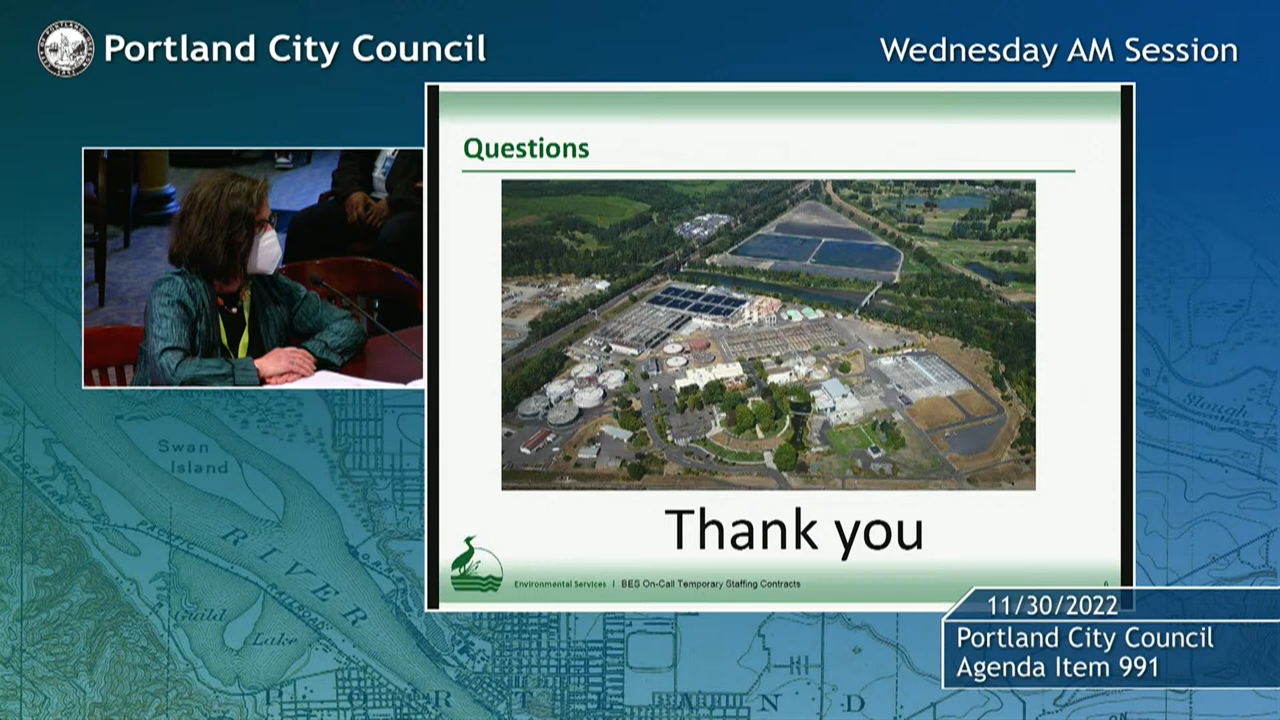 Portland City Council
Wednesday AM Session
Questions
Thank you
Environmental Services | BES On-Call Temporary Staffing Contracts
6
11/30/2022
Portland City Council
Agenda Item 991
Swan
Island
RIVER
Guild
Lake
Slough
PORTLAND